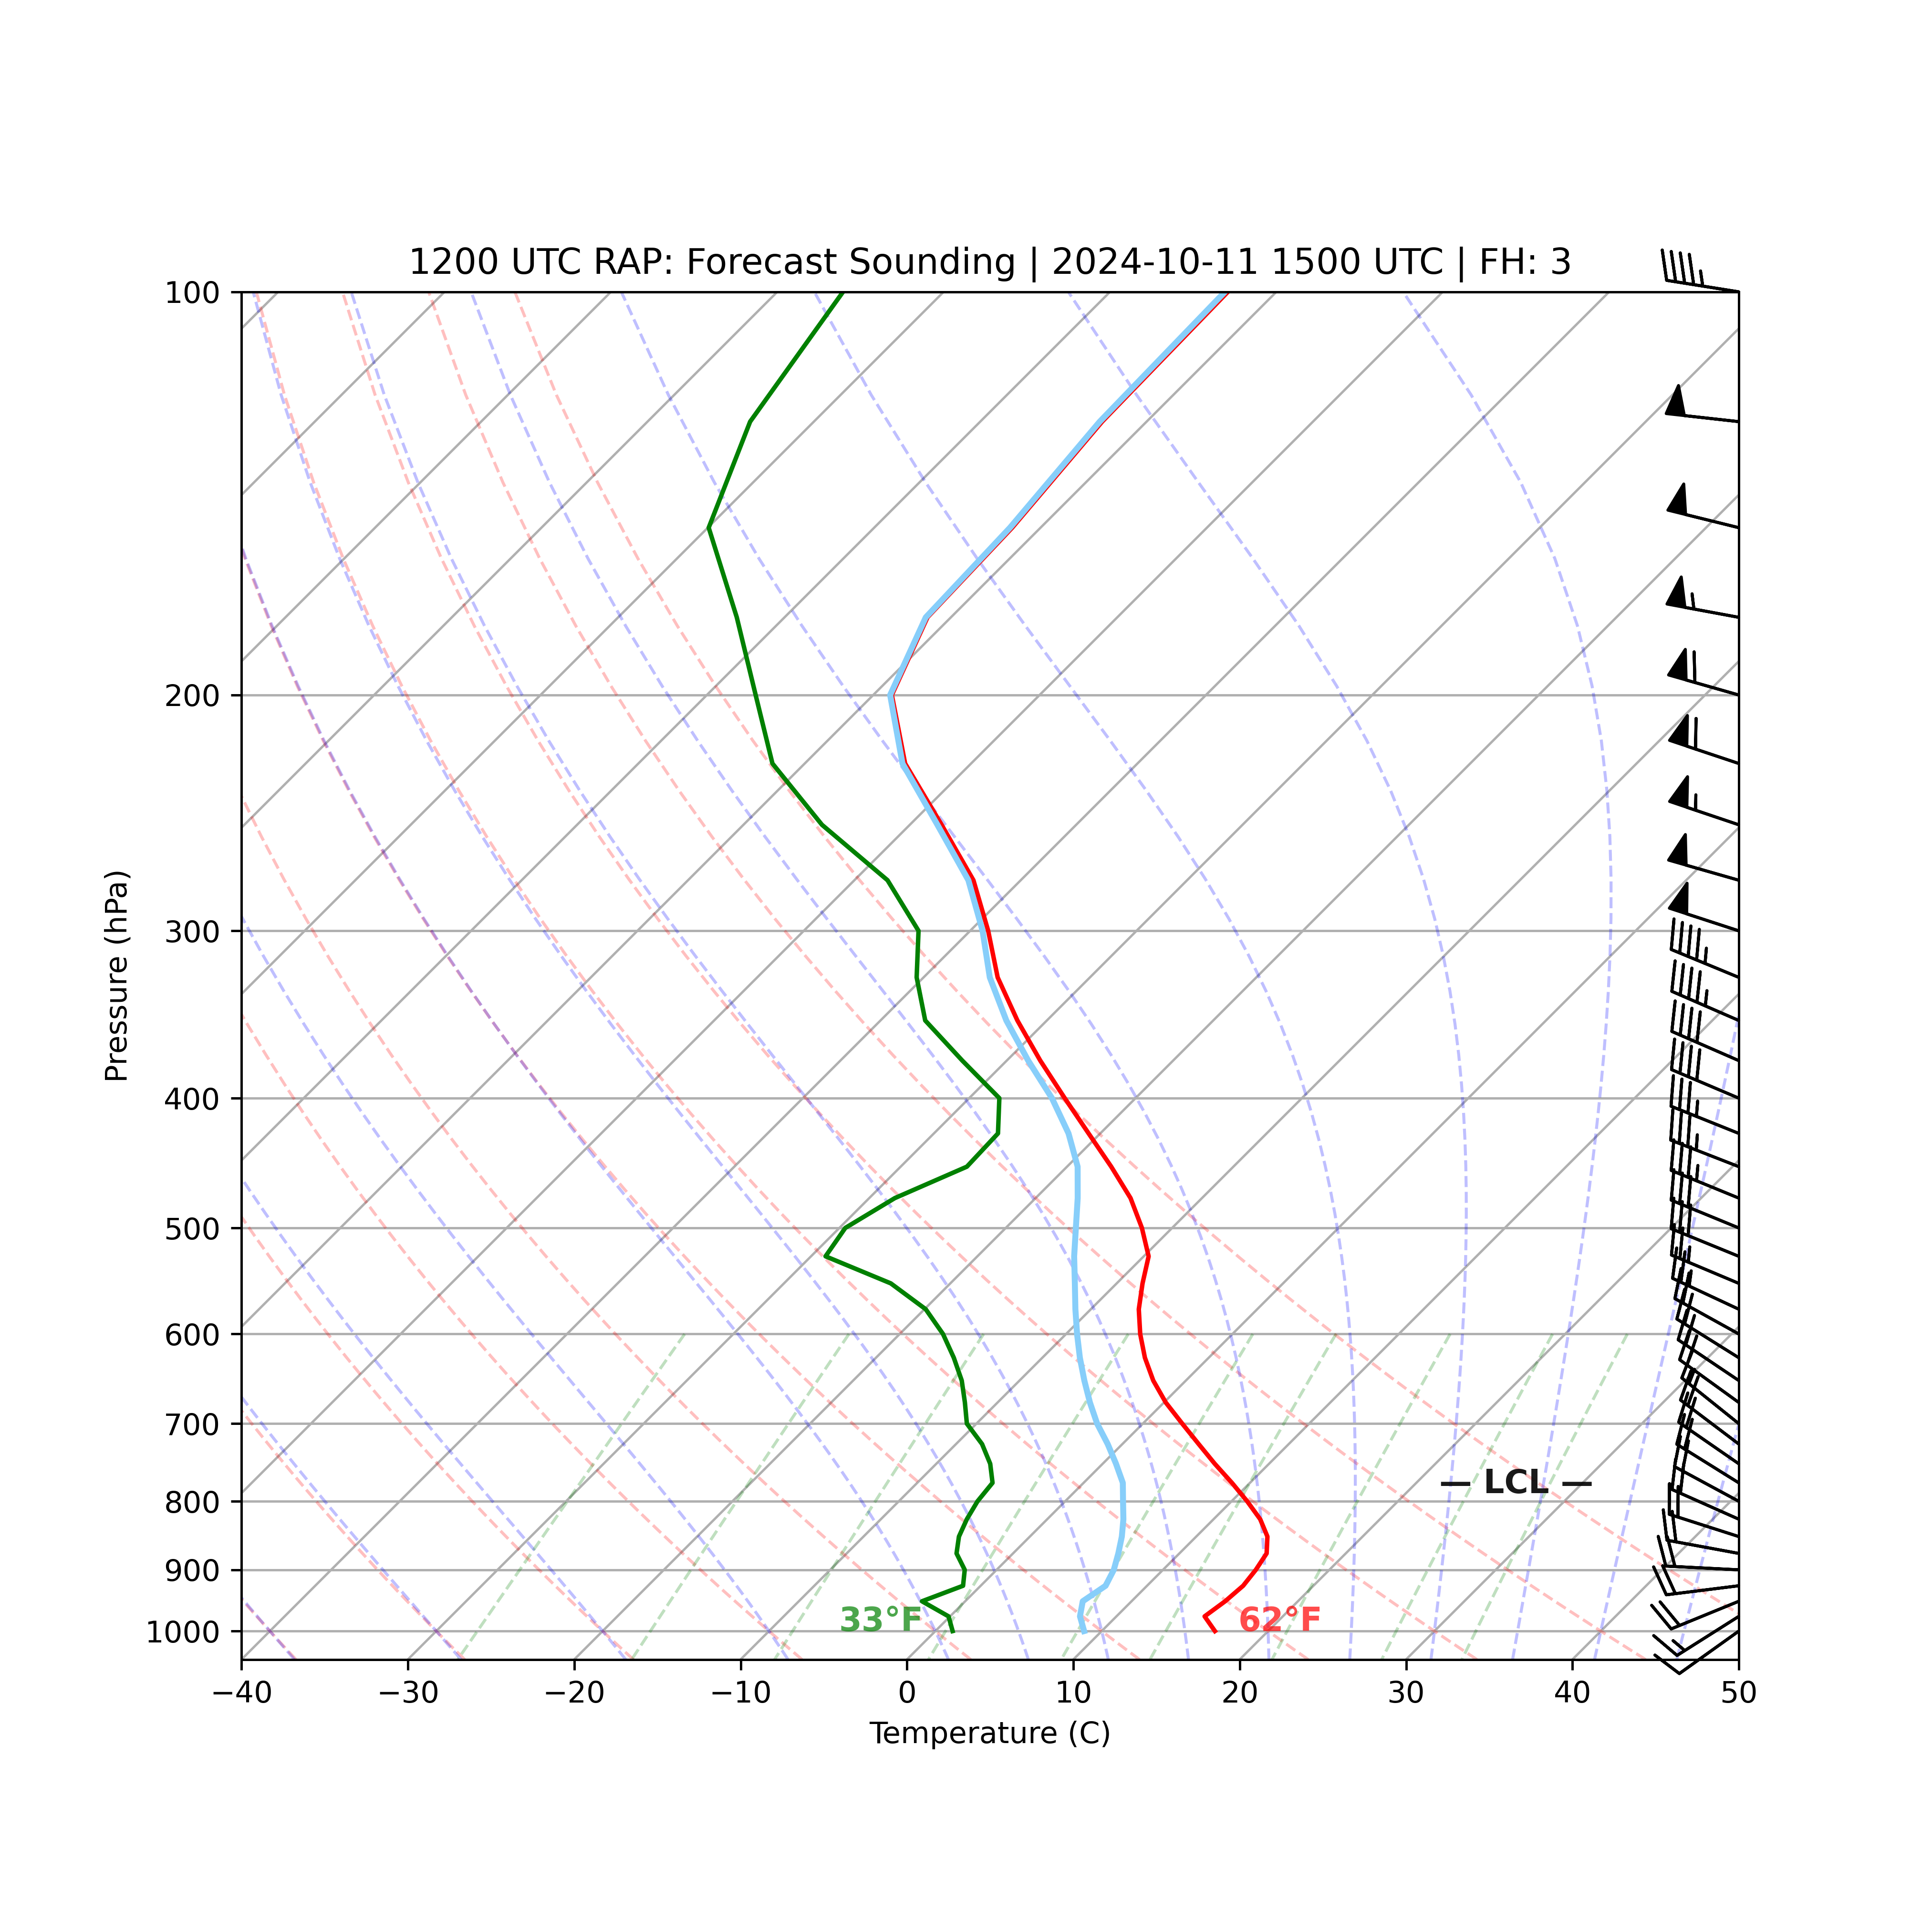 1200 UTC RAP: Forecast Sounding | 2024-10-11 1500 UTC | FH: 3
100
200
300
400
500
600
700
800
900
1000
Pressure (hPa)
— LCL —
33°F
62°F
−40 −30 −20 −10 0 10 20 30 40 50
Temperature (C)